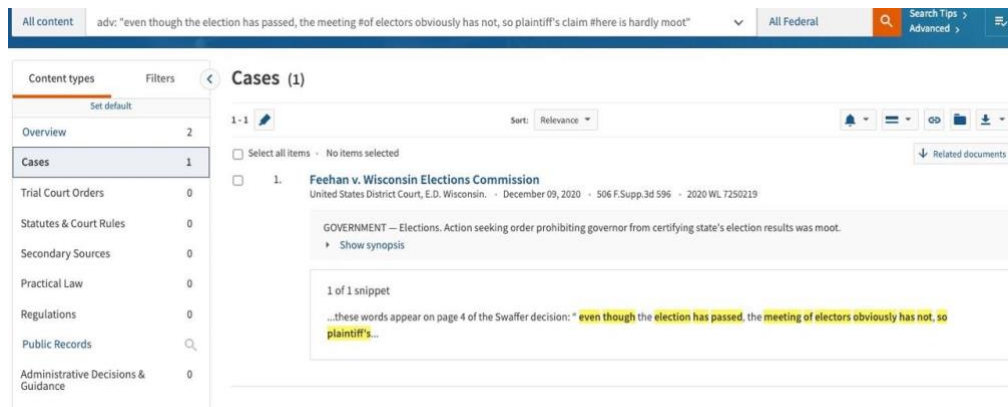 All content
adv: "even though the election has passed, the meeting #of electors obviously has not, so plaintiff's claim #here is hardly moot"
All Federal
Search Tips >
Advanced >
Content types
Filters
Set default
Overview 2
Cases 1
Trial Court Orders 0
Statutes & Court Rules 0
Secondary Sources 0
Practical Law 0
Regulations 0
Public Records
Administrative Decisions & 0
Guidance
Cases (1)
1-1
Sort: Relevance
Select all items - No items selected
Related documents
1. Feehan v. Wisconsin Elections Commission
United States District Court, E.D. Wisconsin. - December 09, 2020 - 506 F.Supp.3d 596 - 2020 WL 7250219
GOVERNMENT — Elections. Action seeking order prohibiting governor from certifying state's election results was moot.
Show synopsis
1 of 1 snippet
...these words appear on page 4 of the Swaffer decision: " even though the election has passed, the meeting of electors obviously has not, so
plaintiff's...